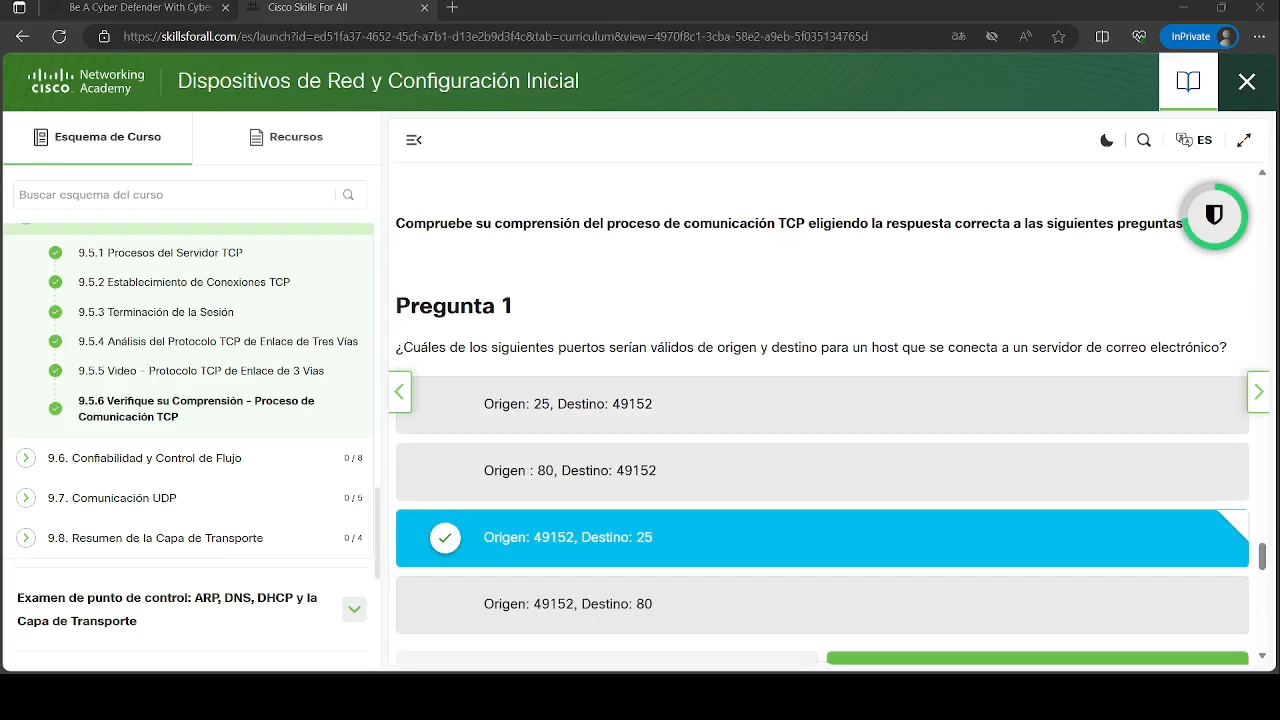 Be A Cyber Defender With Cyber
Cisco Skills For All
https://skillsforall.com/es/launch?id=ed51fa37-4652-45cf-a7b1-d13e2b9d3f4c&tab=curriculum&view=4970f8c1-3cba-58e2-a9eb-5f035134765d
InPrivate
Networking
CISCO Academy
Dispositivos de Red y Configuración Inicial
Esquema de Curso
Recursos
ES
Buscar esquema del curso
9.5.1 Procesos del Servidor TCP
9.5.2 Establecimiento de Conexiones TCP
9.5.3 Terminación de la Sesión
9.5.4 Análisis del Protocolo TCP de Enlace de Tres Vías
9.5.5 Video - Protocolo TCP de Enlace de 3 Vias
9.5.6 Verifique su Comprensión - Proceso de
Comunicación TCP
9.6. Confiabilidad y Control de Flujo 0 / 8
9.7. Comunicación UDP 0 / 5
9.8. Resumen de la Capa de Transporte 0 / 4
Examen de punto de control: ARP, DNS, DHCP y la
Capa de Transporte
Compruebe su comprensión del proceso de comunicación TCP eligiendo la respuesta correcta a las siguientes preguntas
Pregunta 1
¿Cuáles de los siguientes puertos serían válidos de origen y destino para un host que se conecta a un servidor de correo electrónico?
Origen: 25, Destino: 49152
Origen : 80, Destino: 49152
Origen: 49152, Destino: 25
Origen: 49152, Destino: 80